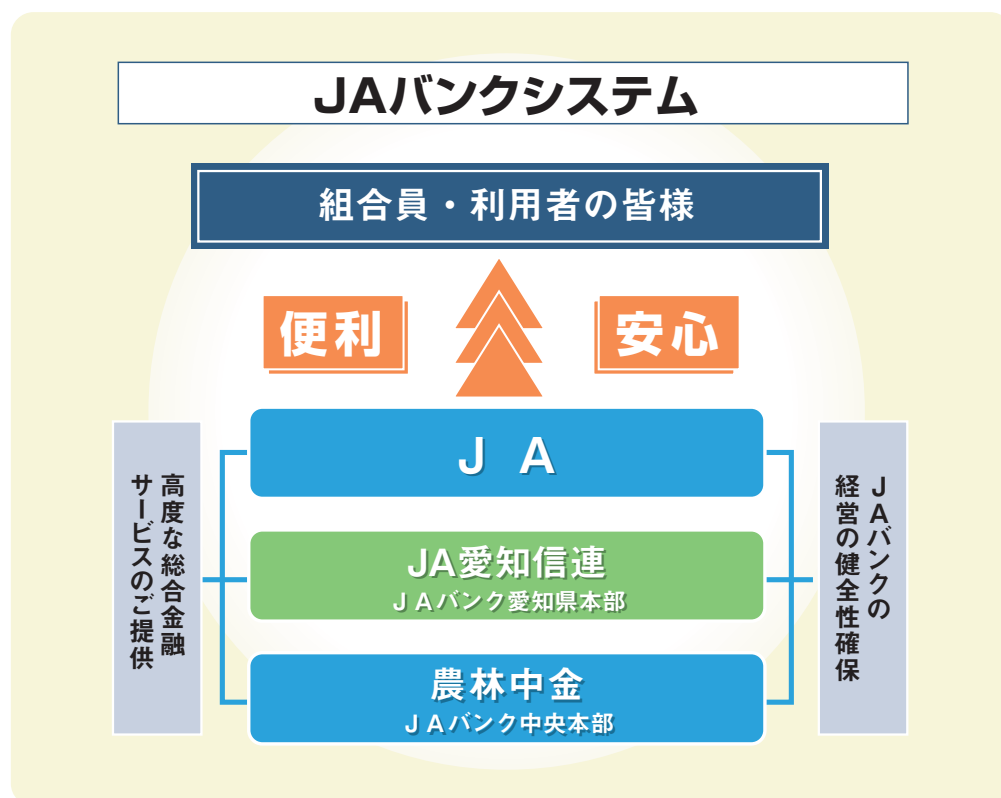 JAバンクシステム
組合員・利用者の皆様
便利
安心
高度な総合金融
サービスのご提供
J A
JA愛知信連
JAバンク愛知県本部
農林中金
JAバンク中央本部
JAバンクの
経営の健全性確保